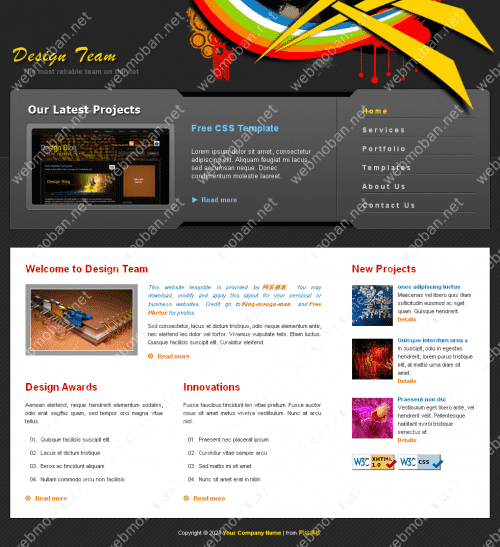 Design Team
the most reliable team on the net
Our Latest Projects
Design Blog
Design Blog
Free CSS Template
Lorem ipsum dolor sit amet, consectetur
adipiscing elit. Aliquam feugiat mi lacus,
sed accumsan neque. Donec
condimentum molestie laoreet.
Read more
Home
Services
Portfolio
Templates
About Us
Contact Us
Welcome to Design Team
This website template is provided by 网页模板 . You may
download, modify and apply this layout for your personal or
business websites. Credit go to and Free
Photos for photos.
Sed consectetur, lacus et dictum tristique, odio neque elementum ante,
nec eleifend leo dolor vel tortor. Vivamus vulputate tellus. Etiam luctus.
Quisque facilisis suscipit elit. Curabitur eleifend.
Read more
Design Awards
Aenean eleifend, neque hendrerit elementum sodales,
odio erat sagittis quam, sed tempor orci magna vitae
tellus.
01. Quisque facilisis suscipit elit
02. Lacus et dictum tristique
03. Eeros ac tincidunt aliquam
04. Nullam commodo arcu non facilisis
Read more
Innovations
Fusce faucibus tincidunt leo vitae pretium. Fusce auctor
risus sit amet metus viverra vestibulum. Nunc at arcu
nisl.
01. Praesent nec placerat ipsum
02. Curabitur vitae semper arcu
03. Sed mattis mi sit amet
04. Nunc sit amet erat in nibh
Read more
New Projects
onec adipiscing luctus
Maecenas vel libero quis diam
sollicitudin euismod ac eget
quam. Quisque hendrerit.
Details
Quisque interdum urna a
In suscipit, odio in egestas
hendrerit, lorem purus tristique
elit, at mattis urna diam sit
amet.
Details
Praesent non dui
Vestibulum eget libero ante, vel
hendrerit velit. Pellentesque
habitant morbi tristique
senectus et.
Details
W3C XHTML 1.0
W3C CSS
Copyright © 2024 Your Company Name | from 网站模板
webmoban.net